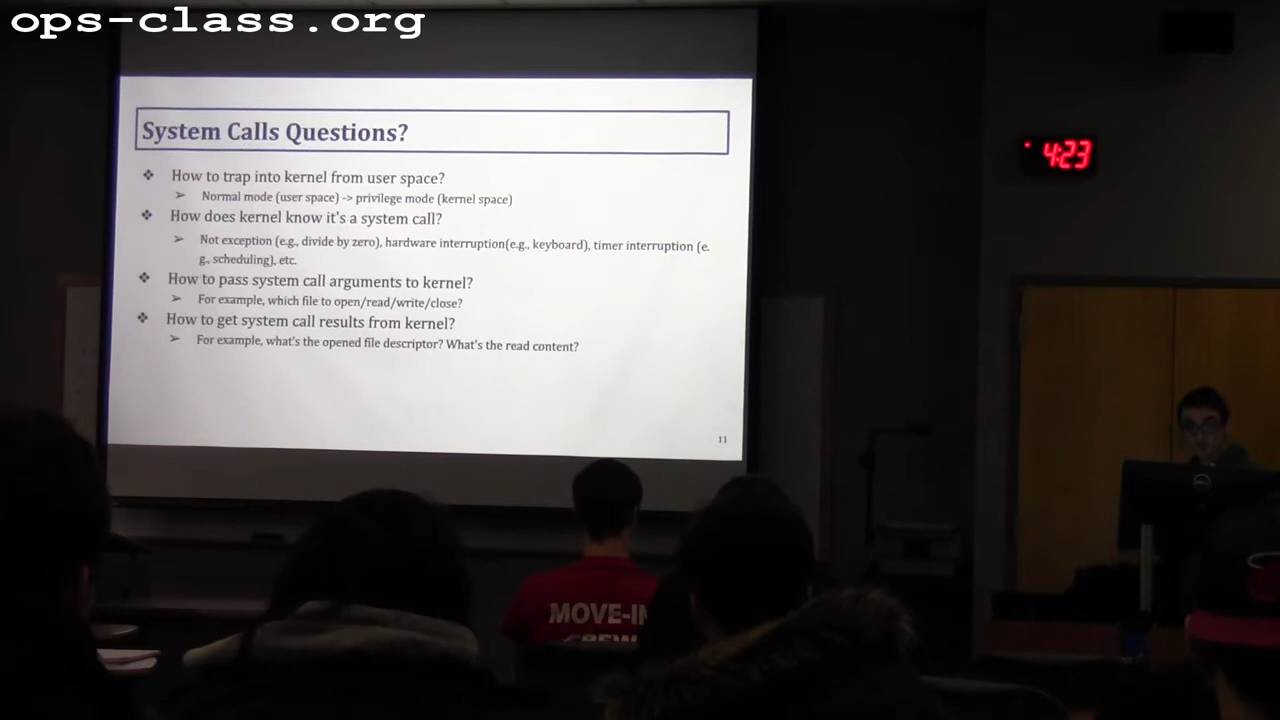 ops-class.org
System Calls Questions?
❖ How to trap into kernel from user space?
➢ Normal mode (user space) -> privilege mode (kernel space)
❖ How does kernel know it's a system call?
➢ Not exception (e.g., divide by zero), hardware interruption(e.g., keyboard), timer interruption (e.
g., scheduling), etc.
❖ How to pass system call arguments to kernel?
➢ For example, which file to open/read/write/close?
❖ How to get system call results from kernel?
➢ For example, what's the opened file descriptor? What's the read content?
11
4:23
MOVE-IN
CREW